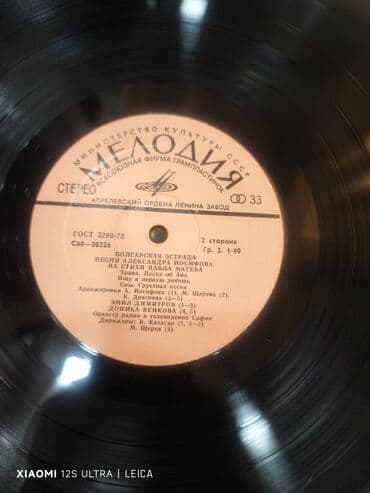 МИНИСТЕРСТВО КУЛЬТУРЫ СССР
МЕЛОДИЯ
ВСЕСОЮЗНАЯ ФИРМА ГРАМПЛАСТИНОК
СТЕРЕО
33
АПРЕЛЕВСКИЙ ОРДЕНА ЛЕНИНА ЗАВОД
ГОСТ 5289-73
2 сторона
С60—08224
Гр. 3. 1-90
БОЛГАРСКАЯ ЭСТРАДА
ПЕСНИ АЛЕКСАНДРА ИОСИФОВА
НА СТИХИ ПАВЛА МАТЕВА
Трава. Песня об Апе
Ищу я первую любовь
Сны. Грустная песня
Аранжировки А. Иосифова (1), М. Щерева (2),
К. Драгнева (3—5)
ЭМИЛ ДИМИТРОВ (1—3)
ДОНИКА ВЕНКОВА (4, 5)
Оркестр радио и телевидения Софии
Дирижеры: В. Казасян (1, 3—5)
М. Щерев (2)
XIAOMI 12S ULTRA | LEICA